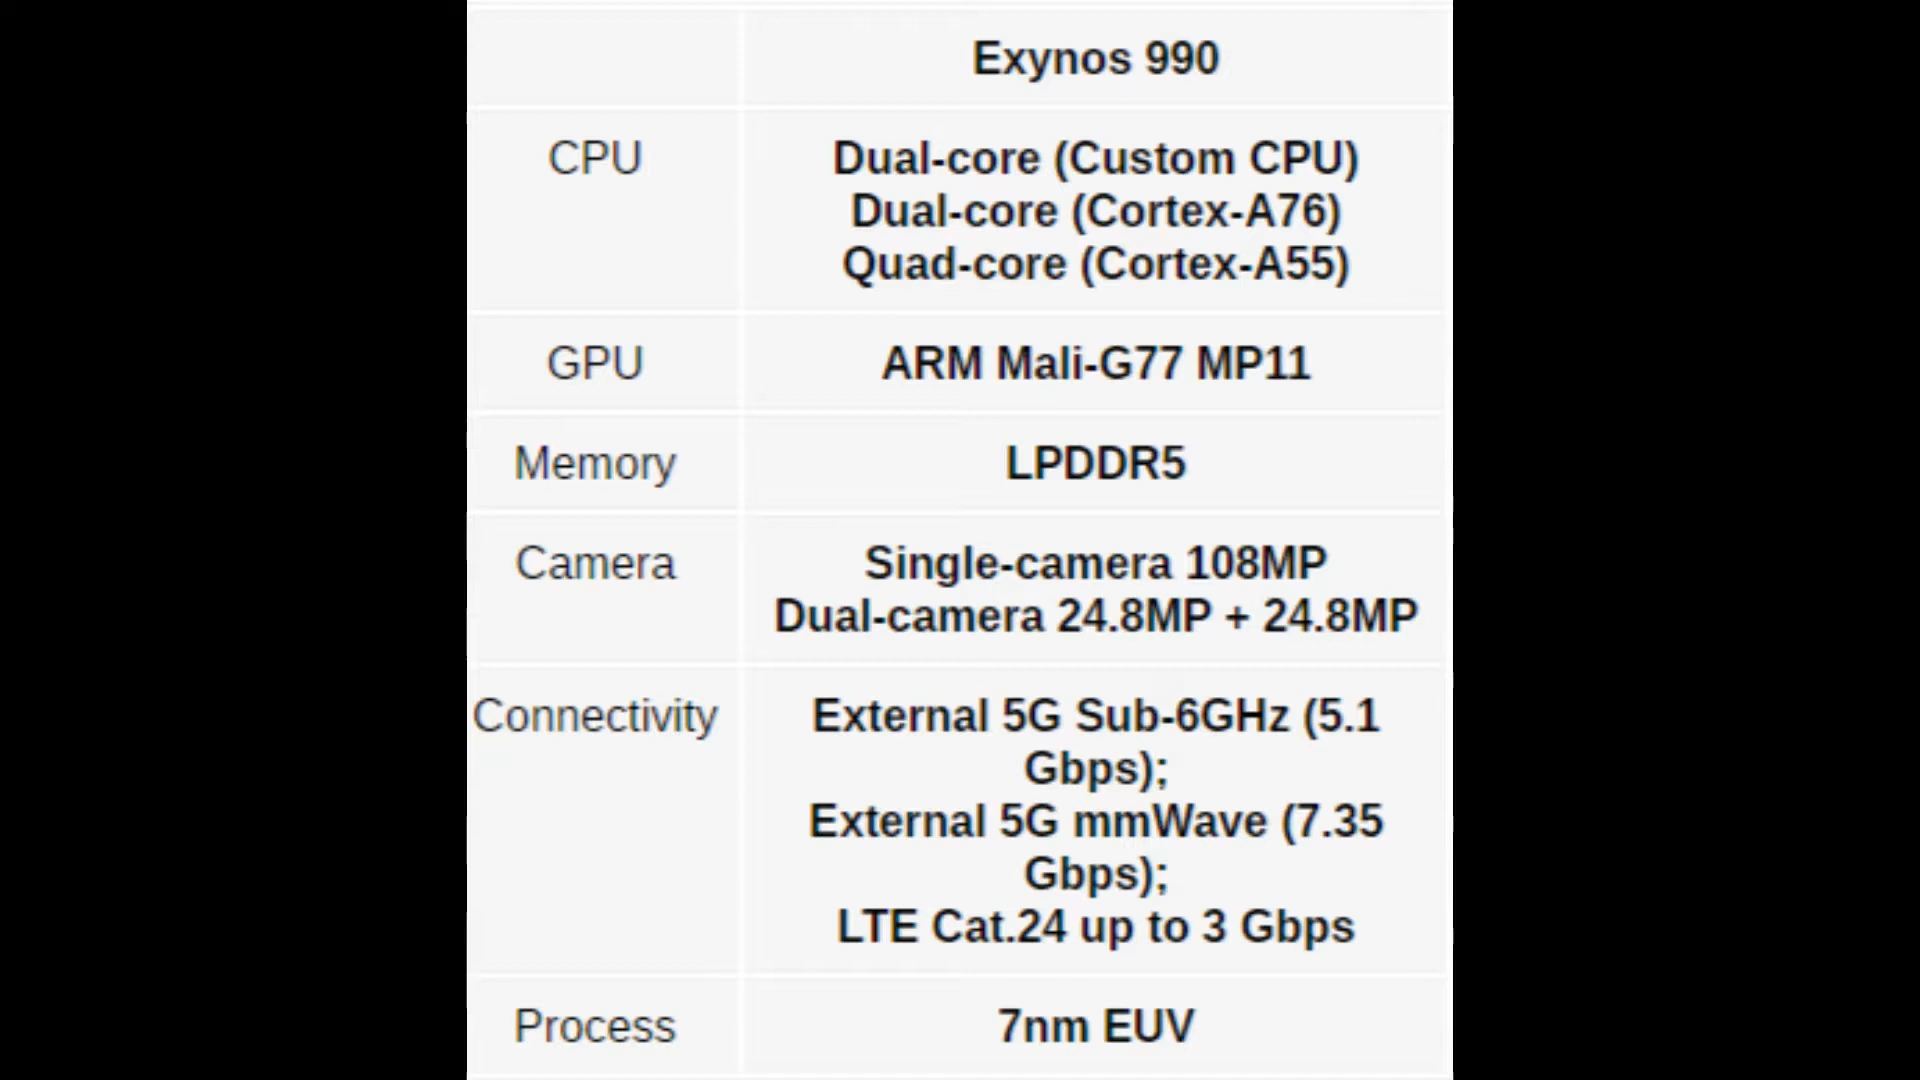 Exynos 990
CPU
Dual-core (Custom CPU)
Dual-core (Cortex-A76)
Quad-core (Cortex-A55)
GPU
ARM Mali-G77 MP11
Memory
LPDDR5
Camera
Single-camera 108MP
Dual-camera 24.8MP + 24.8MP
Connectivity
External 5G Sub-6GHz (5.1
Gbps);
External 5G mmWave (7.35
Gbps);
LTE Cat.24 up to 3 Gbps
Process
7nm EUV